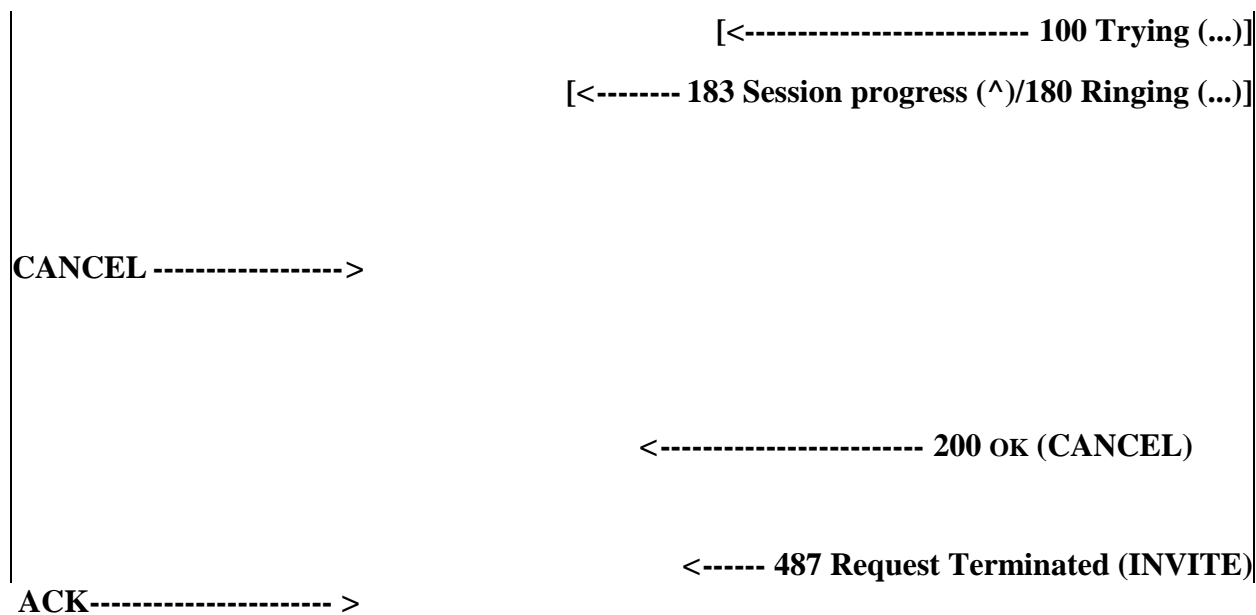 [<--------------------------- 100 Trying (...)]
[<-------- 183 Session progress (^)/180 Ringing (...)]
CANCEL ------------------>
<------------------------- 200 OK (CANCEL)
<------ 487 Request Terminated (INVITE)
ACK----------------------- >